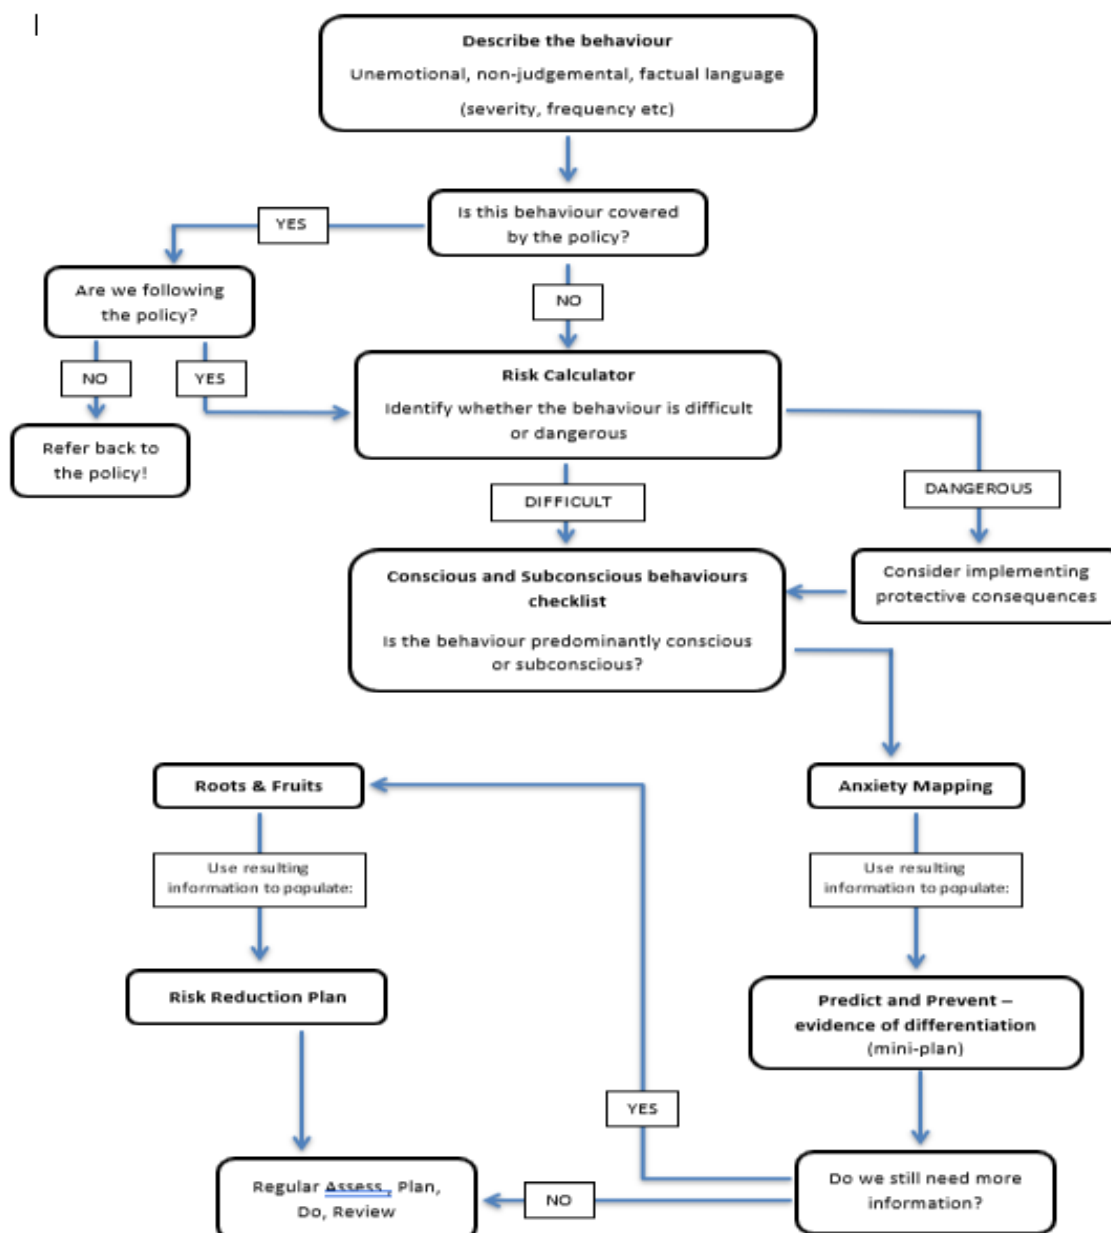 Describe the behaviour
Unemotional, non-judgemental, factual language
(severity, frequency etc)
Is this behaviour covered
by the policy?
YES
NO
Are we following
the policy?
NO
YES
Refer back to
the policy!
Risk Calculator
Identify whether the behaviour is difficult
or dangerous
DIFFICULT
DANGEROUS
Consider implementing
protective consequences
Conscious and Subconscious behaviours
checklist
Is the behaviour predominantly conscious
or subconscious?
Anxiety Mapping
Use resulting
information to populate:
Predict and Prevent –
evidence of differentiation
(mini-plan)
Do we still need more
information?
YES
NO
Roots & Fruits
Use resulting
information to populate:
Risk Reduction Plan
Regular Assess , Plan,
Do, Review